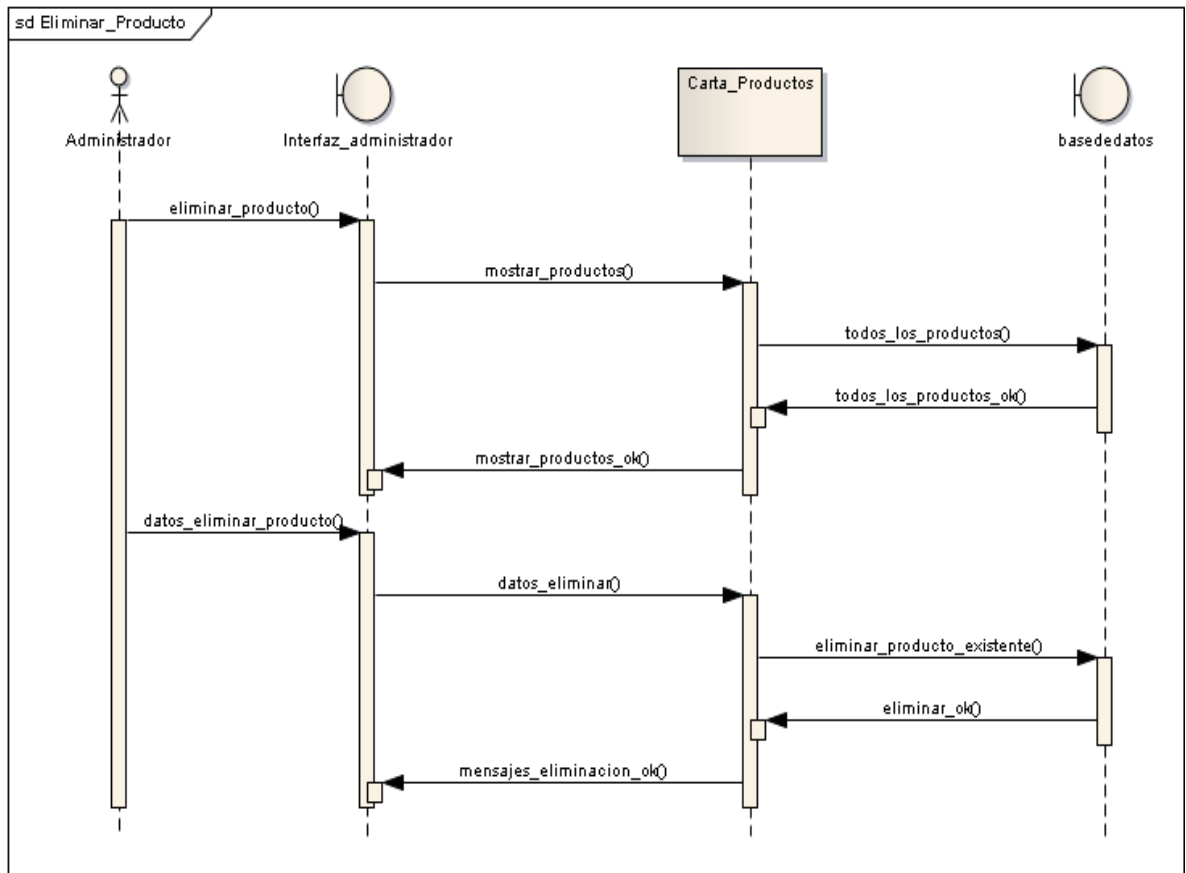 sd Eliminar_Producto
Administrador
Interfaz_administrador
Carta_Productos
basededatos
eliminar_producto()
mostrar_productos()
todos_los_productos()
todos_los_productos_ok()
mostrar_productos_ok()
datos_eliminar_producto()
datos_eliminar()
eliminar_producto_existente()
eliminar_ok()
mensajes_eliminacion_ok()